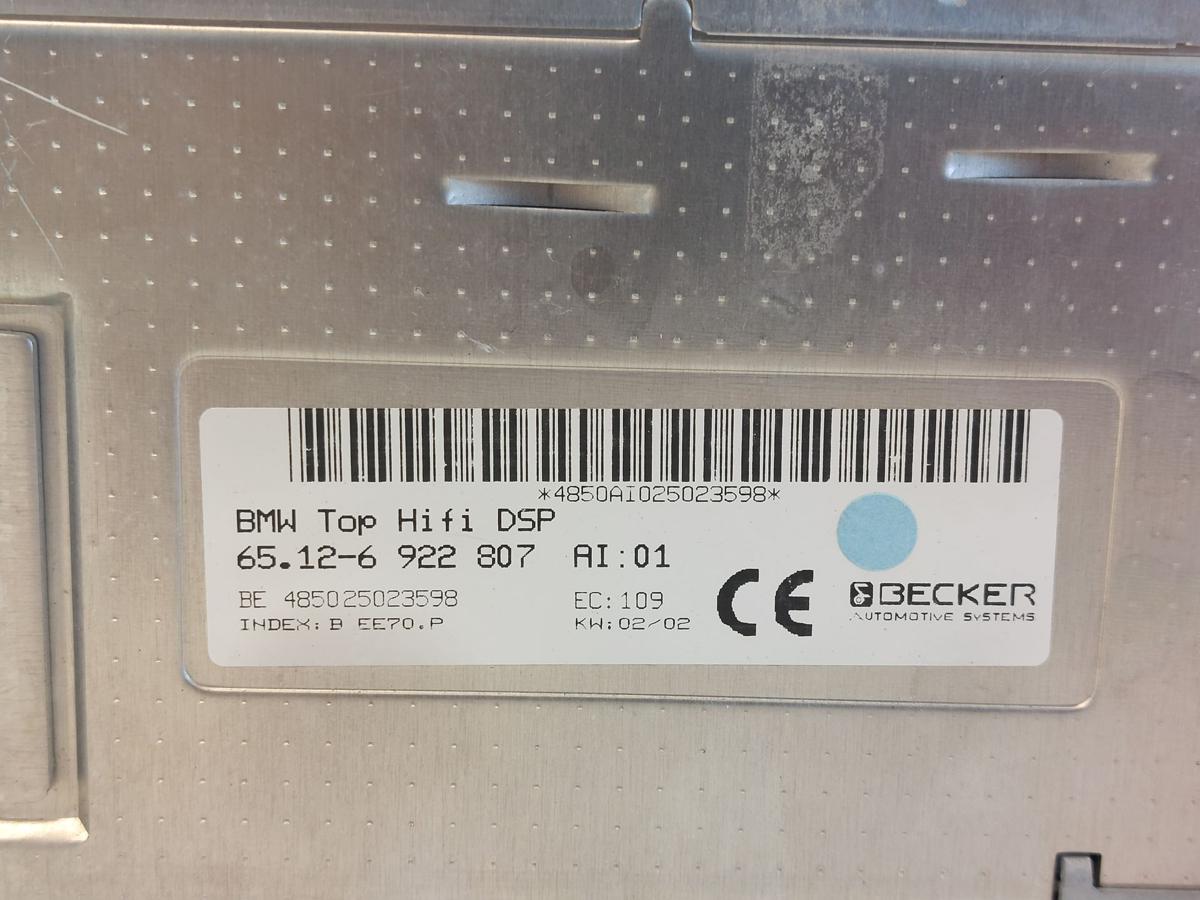 *4850AI025023598*
BMW Top Hifi DSP
65.12-6 922 807 AI:01
BE 485025023598 EC:109
INDEX: B EE70.P KW:02/02
CE
BECKER
AUTOMOTIVE SYSTEMS